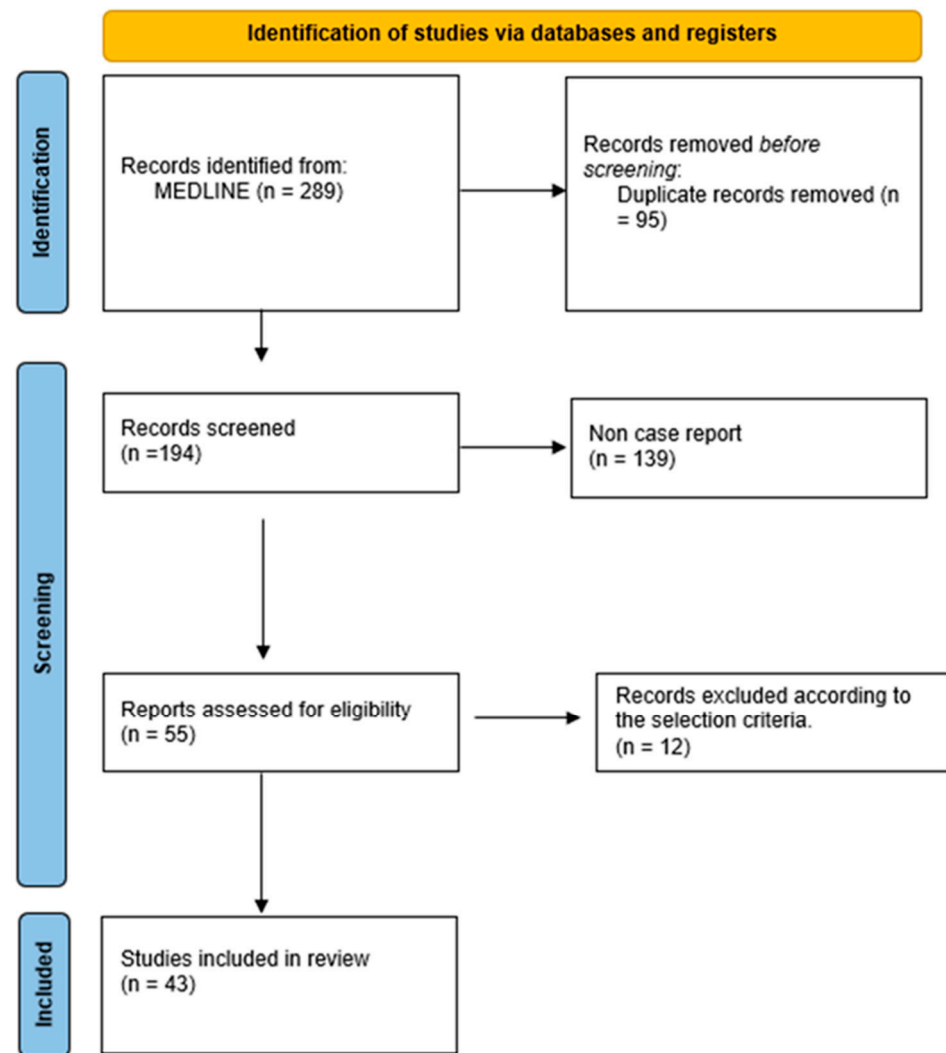 Identification of studies via databases and registers
Identification
Records identified from:
MEDLINE (n = 289)
Records removed before
screening:
Duplicate records removed (n
= 95)
Screening
Records screened
(n =194)
Non case report
(n = 139)
Reports assessed for eligibility
(n = 55)
Records excluded according to
the selection criteria.
(n = 12)
Included
Studies included in review
(n = 43)